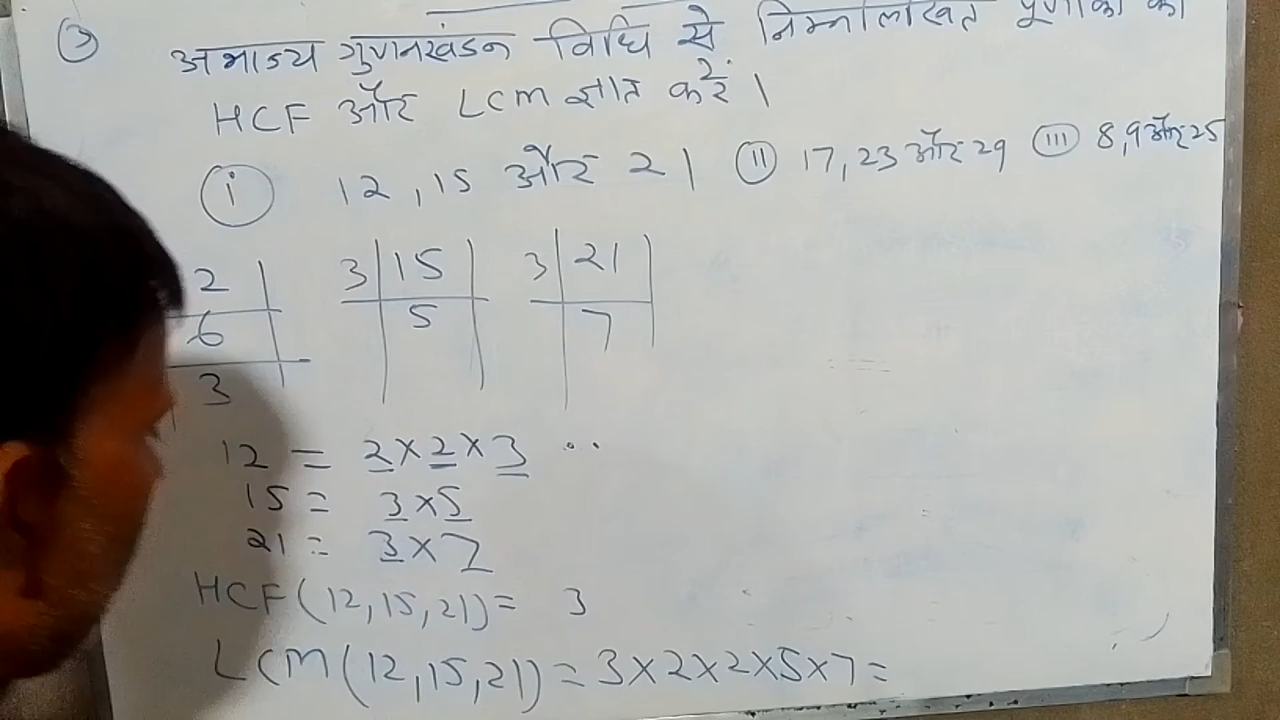 ③ अभाज्य गुणनखंडन विधि से निम्नलिखित पूर्णांकों का
HCF और LCM ज्ञात करें।
(i) 12, 15 और 21 (ii) 17, 23 और 29 (iii) 8, 9 और 25
2 3 15 3 21
6 5 7
3
12 = 2×2×3 ..
15 = 3×5
21 = 3×7
HCF(12,15,21) = 3
LCM(12,15,21) = 3×2×2×5×7 =